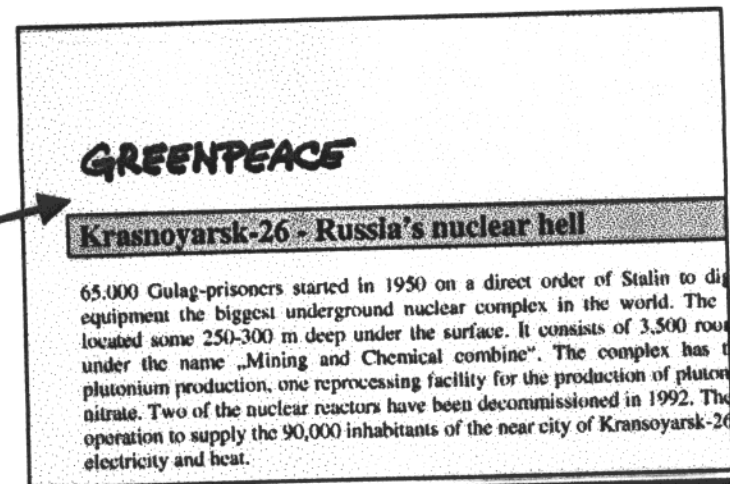 GREENPEACE
Krasnoyarsk-26 - Russia's nuclear hell
65.000 Gulag-prisoners started in 1950 on a direct order of Stalin to dig
equipment the biggest underground nuclear complex in the world. The
located some 250-300 m deep under the surface. It consists of 3,500
under the name „Mining and Chemical combine“. The complex has
plutonium production, one reprocessing facility for the production of
nitrate. Two of the nuclear reactors have been decommissioned in 1992.
operation to supply the 90,000 inhabitants of the near city of Kransoyarsk-26
electricity and heat.